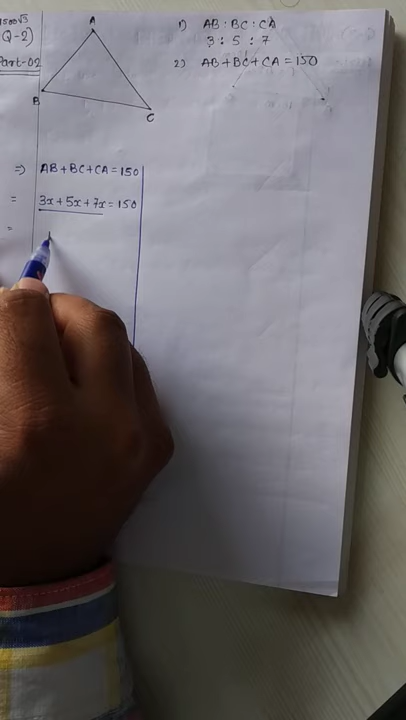 1500√3
(Q-2)
Part-02
A
B
C
1) AB : BC : CA
3 : 5 : 7
2) AB + BC + CA = 150
=> AB + BC + CA = 150
= 3x + 5x + 7x = 150
=